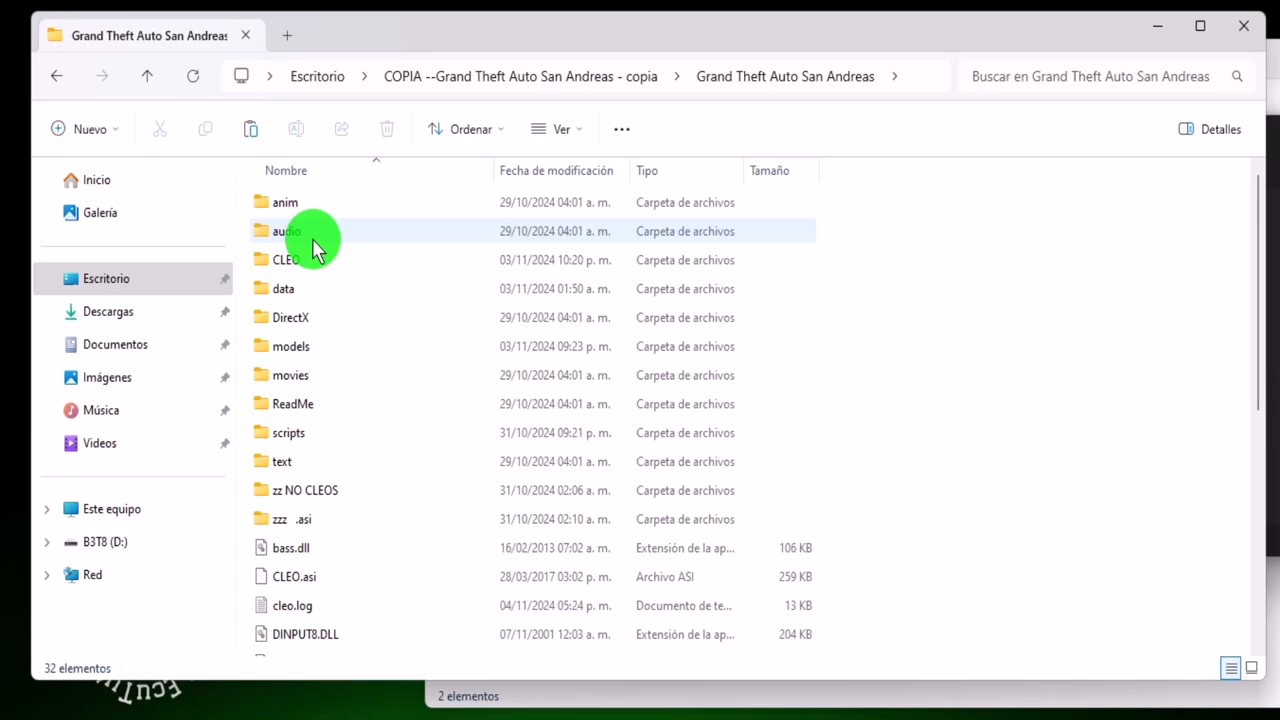 Grand Theft Auto San Andreas
Escritorio COPIA --Grand Theft Auto San Andreas - copia Grand Theft Auto San Andreas Buscar en Grand Theft Auto San Andreas
Nuevo Ordenar Ver Detalles
Nombre Fecha de modificación Tipo Tamaño
Inicio
Galería
Escritorio
Descargas
Documentos
Imágenes
Música
Videos
Este equipo
B3T8 (D:)
Red
anim 29/10/2024 04:01 a. m. Carpeta de archivos
audio 29/10/2024 04:01 a. m. Carpeta de archivos
CLEO 03/11/2024 10:20 p. m. Carpeta de archivos
data 03/11/2024 01:50 a. m. Carpeta de archivos
DirectX 29/10/2024 04:01 a. m. Carpeta de archivos
models 03/11/2024 09:23 p. m. Carpeta de archivos
movies 29/10/2024 04:01 a. m. Carpeta de archivos
ReadMe 29/10/2024 04:01 a. m. Carpeta de archivos
scripts 31/10/2024 09:21 p. m. Carpeta de archivos
text 29/10/2024 04:01 a. m. Carpeta de archivos
zz NO CLEOS 31/10/2024 02:06 a. m. Carpeta de archivos
zzz .asi 31/10/2024 02:10 a. m. Carpeta de archivos
bass.dll 16/02/2013 07:02 a. m. Extensión de la ap... 106 KB
CLEO.asi 28/03/2017 03:02 p. m. Archivo ASI 259 KB
cleo.log 04/11/2024 05:24 p. m. Documento de te... 13 KB
DINPUT8.DLL 07/11/2001 12:03 a. m. Extensión de la ap... 204 KB
32 elementos
2 elementos